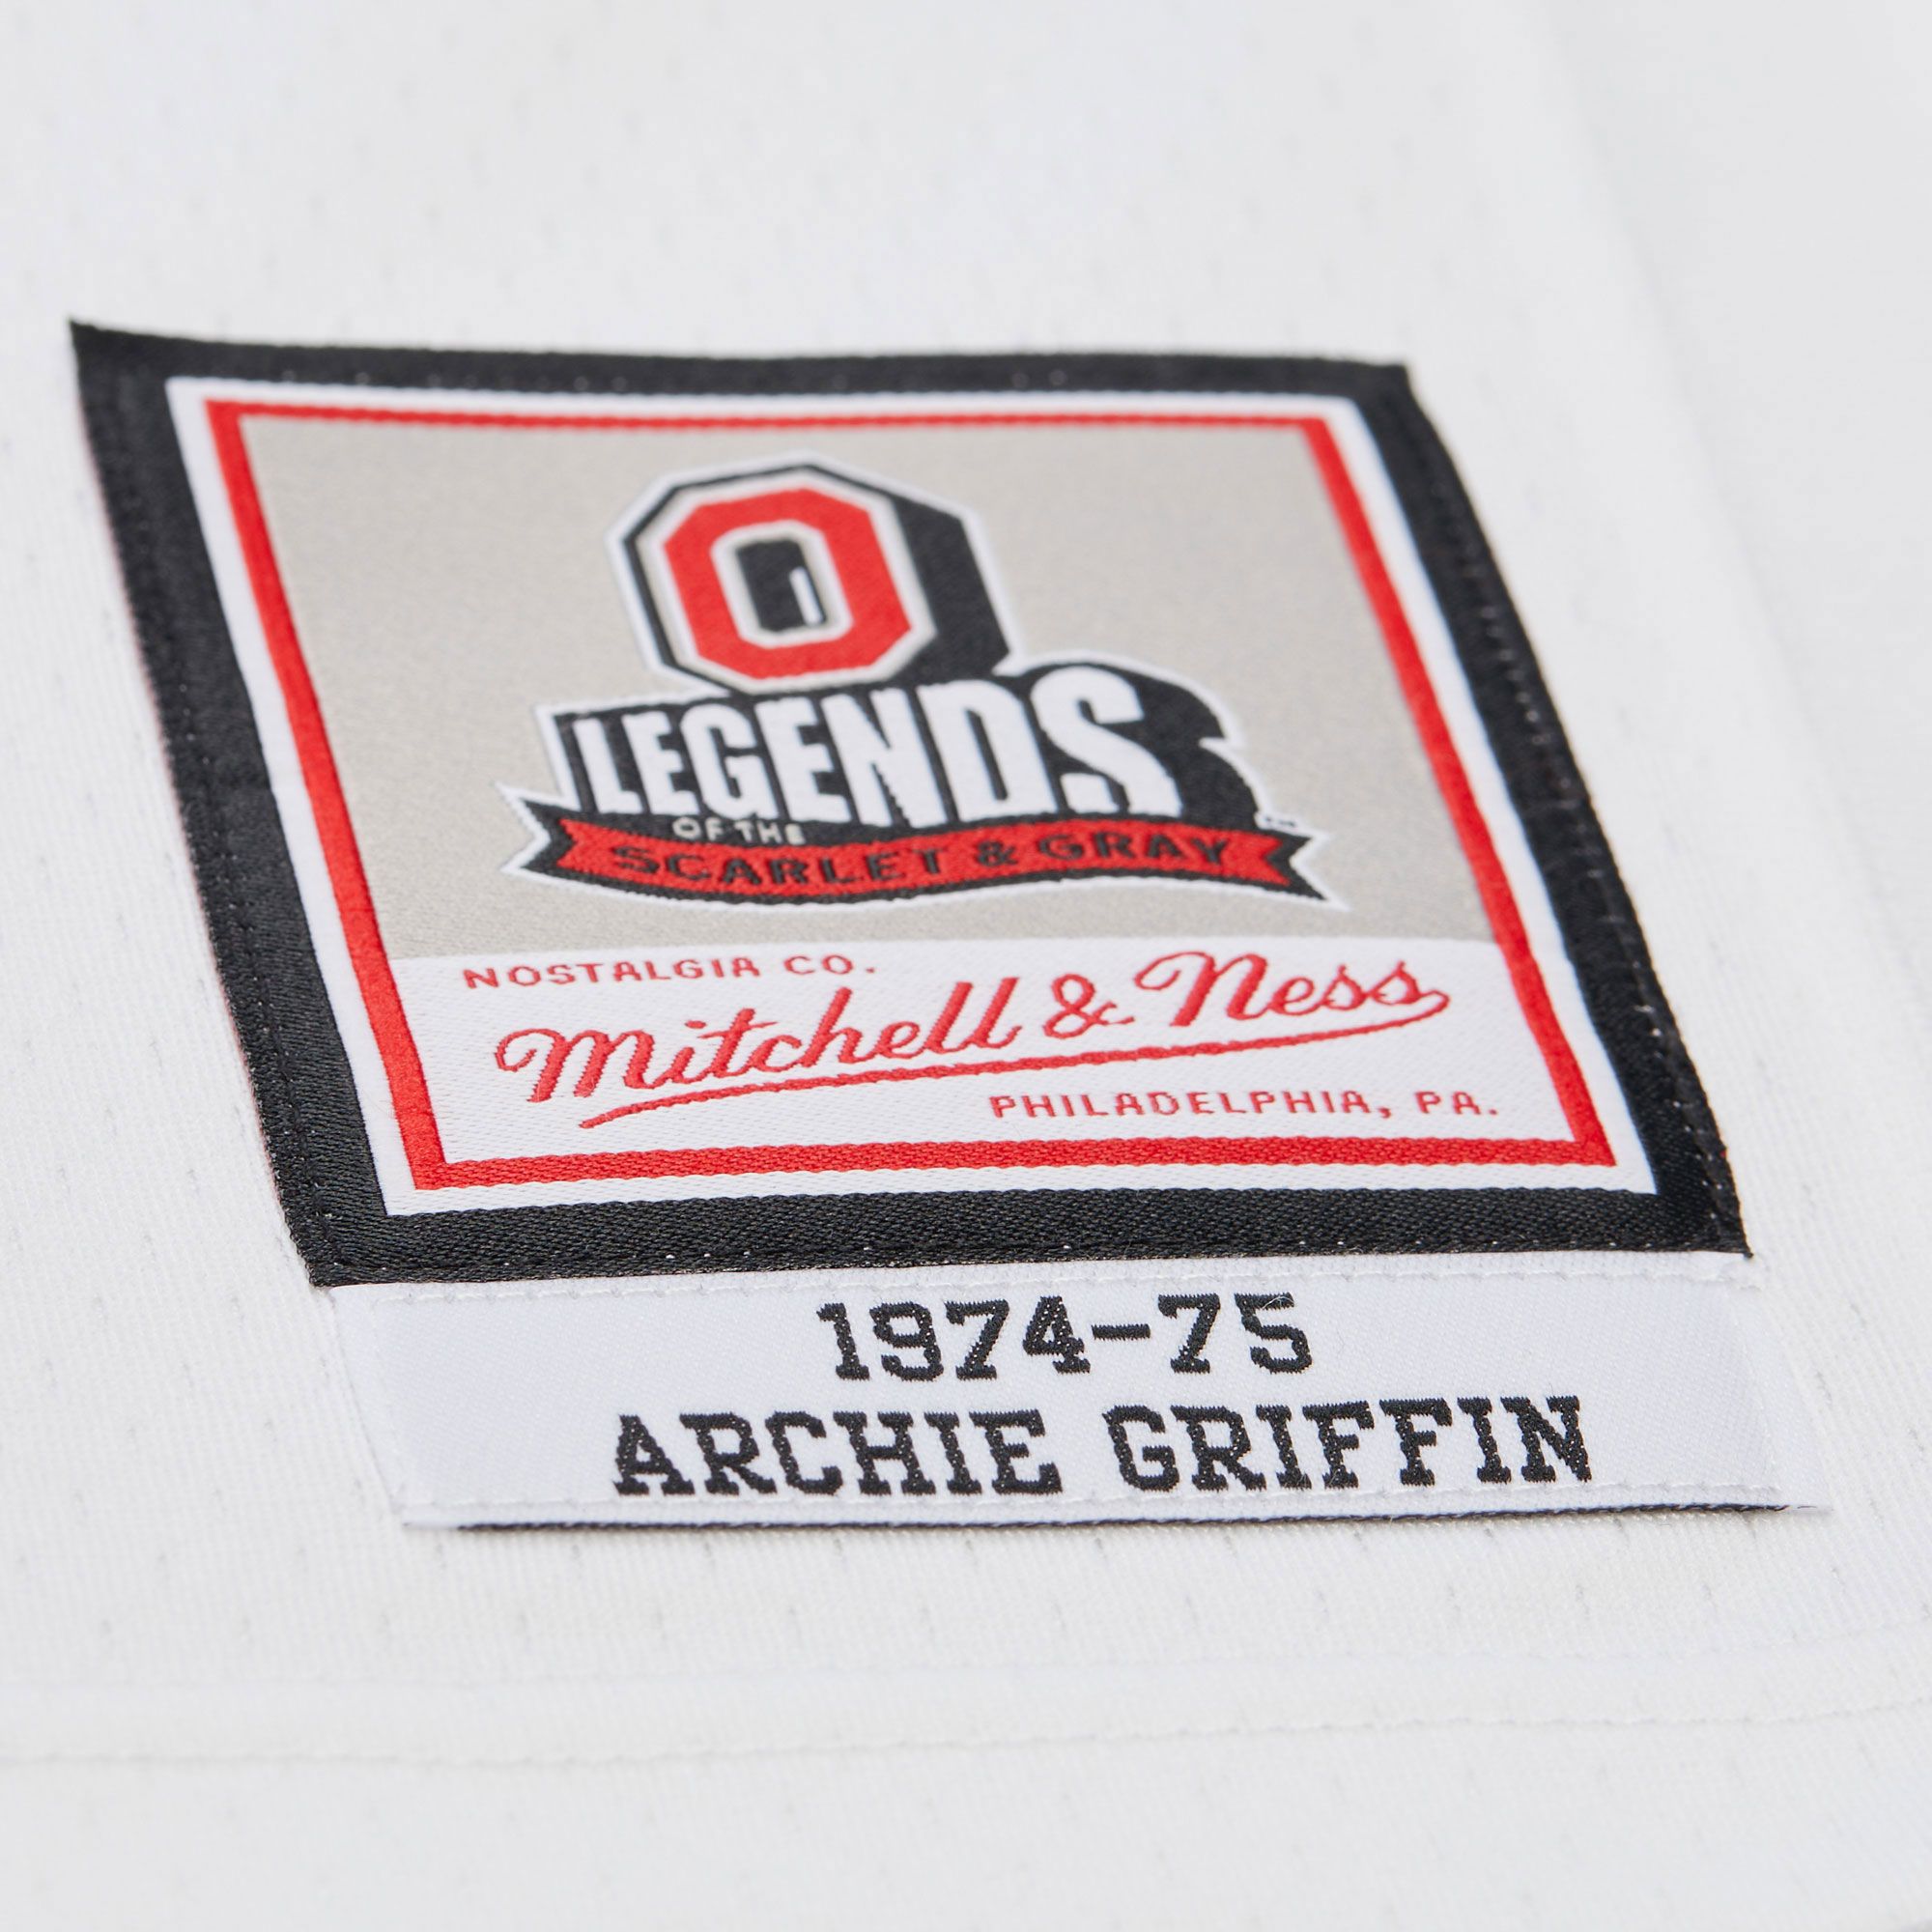 O
LEGENDS
OF THE
SCARLET & GRAY
NOSTALGIA CO.
Mitchell & Ness
PHILADELPHIA, PA.
1974-75
ARCHIE GRIFFIN